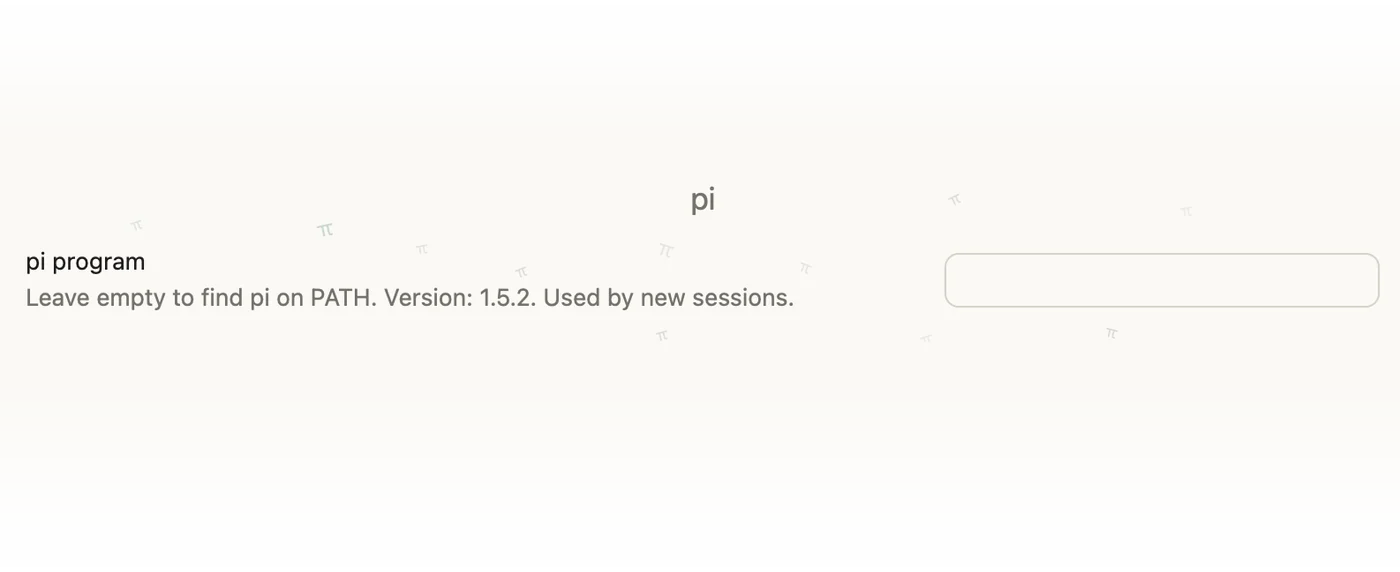 pi
π π π π
π π π π
pi program
Leave empty to find pi on PATH. Version: 1.5.2. Used by new sessions.
π π π